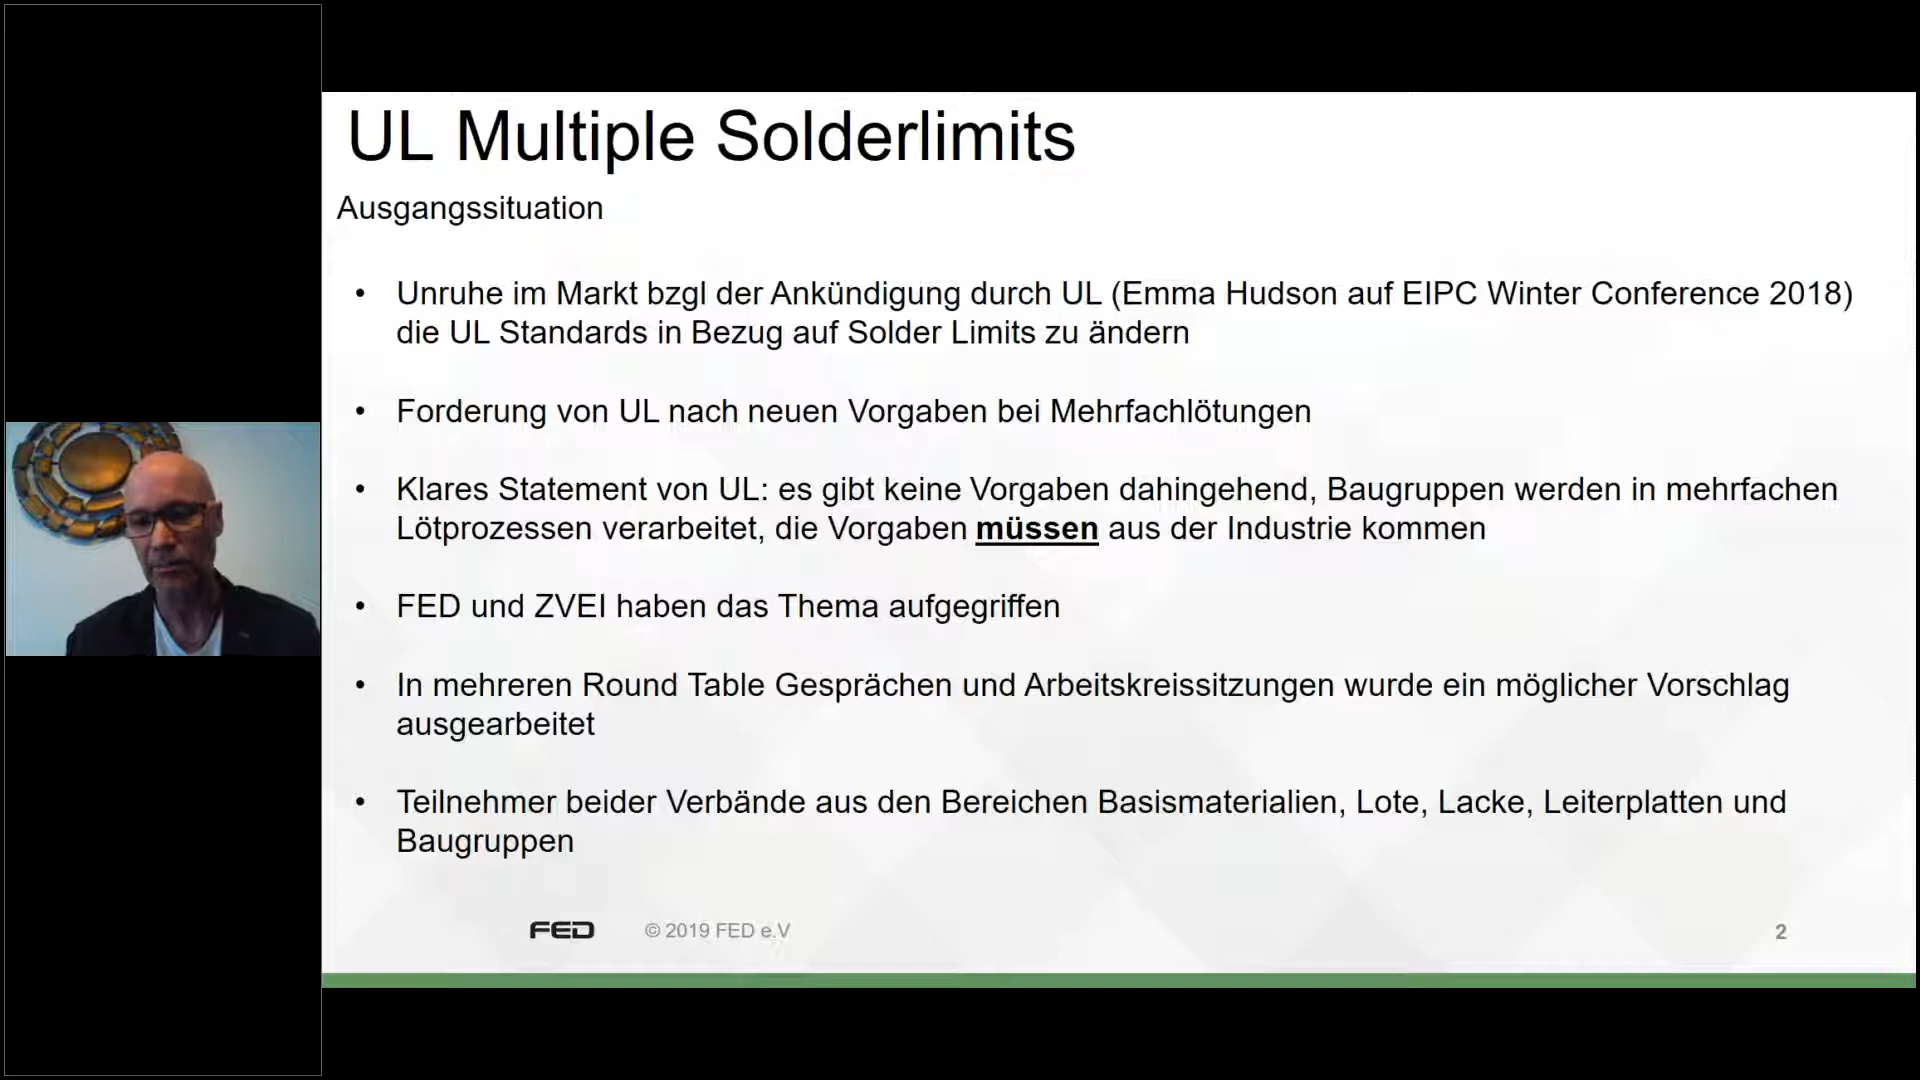 UL Multiple Solderlimits
Ausgangssituation
• Unruhe im Markt bzgl der Ankündigung durch UL (Emma Hudson auf EIPC Winter Conference 2018)
die UL Standards in Bezug auf Solder Limits zu ändern
• Forderung von UL nach neuen Vorgaben bei Mehrfachlötungen
• Klares Statement von UL: es gibt keine Vorgaben dahingehend, Baugruppen werden in mehrfachen
Lötprozessen verarbeitet, die Vorgaben müssen aus der Industrie kommen
• FED und ZVEI haben das Thema aufgegriffen
• In mehreren Round Table Gesprächen und Arbeitskreissitzungen wurde ein möglicher Vorschlag
ausgearbeitet
• Teilnehmer beider Verbände aus den Bereichen Basismaterialien, Lote, Lacke, Leiterplatten und
Baugruppen
FED © 2019 FED e.V 2